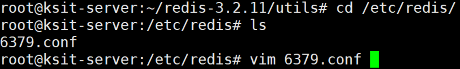 root@ksit-server:~/redis-3.2.11/utils# cd /etc/redis/
root@ksit-server:/etc/redis# ls
6379.conf
root@ksit-server:/etc/redis# vim 6379.conf